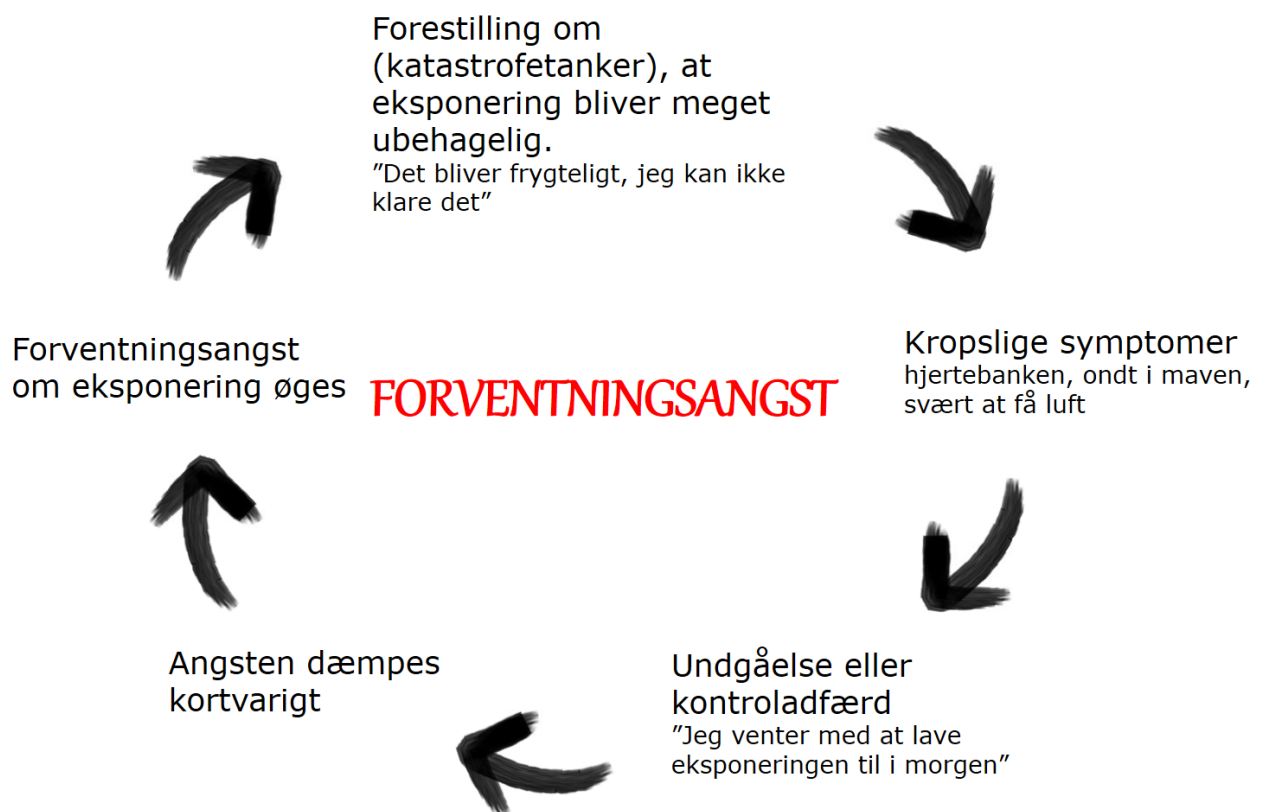 Forestilling om
(katastrofetanker), at
eksponering bliver meget
ubehagelig.
”Det bliver frygteligt, jeg kan ikke
klare det”
Kropslige symptomer
hjertebanken, ondt i maven,
svært at få luft
Undgåelse eller
kontroladfærd
”Jeg venter med at lave
eksponeringen til i morgen”
Angsten dæmpes
kortvarigt
Forventningsangst
om eksponering øges
FORVENTNINGSANGST